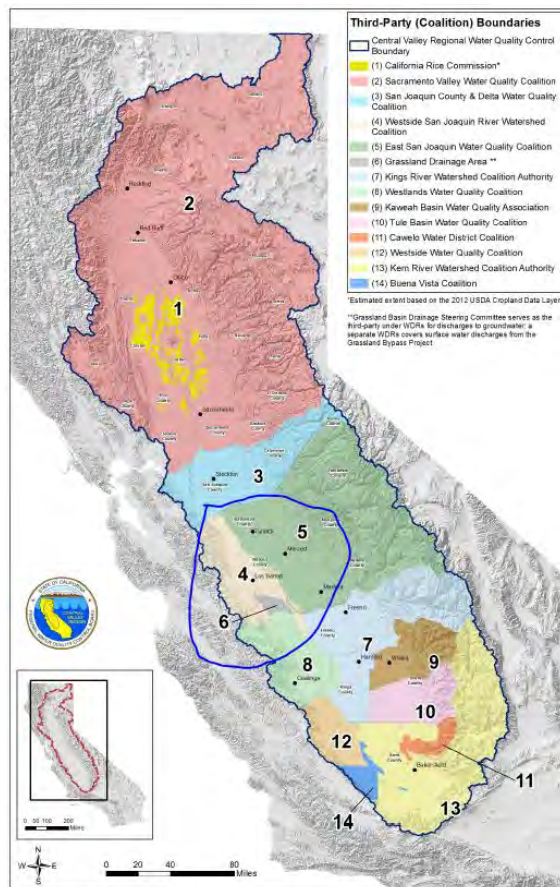 Third-Party (Coalition) Boundaries
Central Valley Regional Water Quality Control
Boundary
(1) California Rice Commission*
(2) Sacramento Valley Water Quality Coalition
(3) San Joaquin County & Delta Water Quality
Coalition
(4) Westside San Joaquin River Watershed
Coalition
(5) East San Joaquin Water Quality Coalition
(6) Grassland Drainage Area **
(7) Kings River Watershed Coalition Authority
(8) Westlands Water Quality Coalition
(9) Kaweah Basin Water Quality Association
(10) Tule Basin Water Quality Coalition
(11) Cawelo Water District Coalition
(12) Westside Water Quality Coalition
(13) Kern River Watershed Coalition Authority
(14) Buena Vista Coalition
*Estimated extent based on the 2012 USDA Cropland Data Layer
**Grassland Basin Drainage Steering Committee serves as the
third-party under WDRs for discharges to groundwater; a
separate WDRs covers surface water discharges from the
Grassland Bypass Project
Redding
2
Red Bluff
Chico
1
Sacramento
3
Stockton
5
Turlock
Merced
4
Los Banos
Madera
6
Fresno
7
8
Hanford
Visalia
9
Coalinga
10
12
Bakersfield
11
14
13
0 50 100 200
Miles
N
W E
S
0 20 40 80
Miles